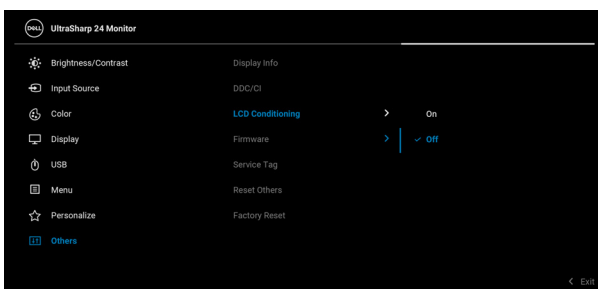 DELL UltraSharp 24 Monitor
Brightness/Contrast Display Info
Input Source DDC/CI
Color LCD Conditioning > On
Display Firmware > ✓ Off
USB Service Tag
Menu Reset Others
Personalize Factory Reset
Others
< Exit